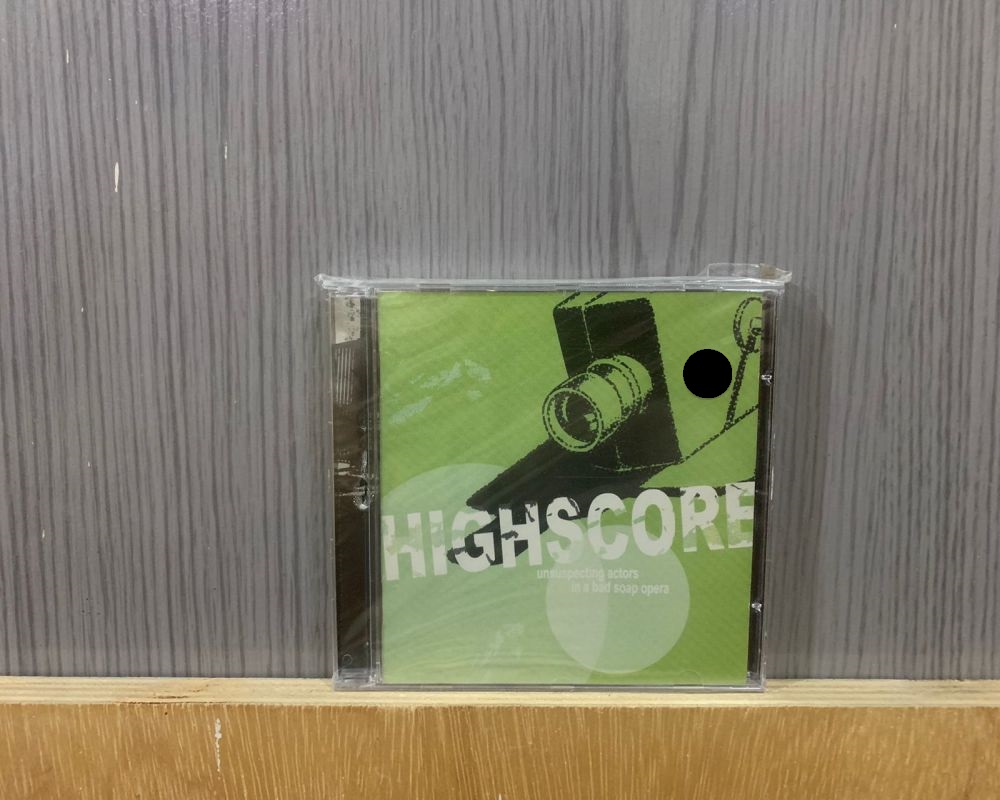 HIGHSCORE
unsuspecting actors
in a bad soap opera